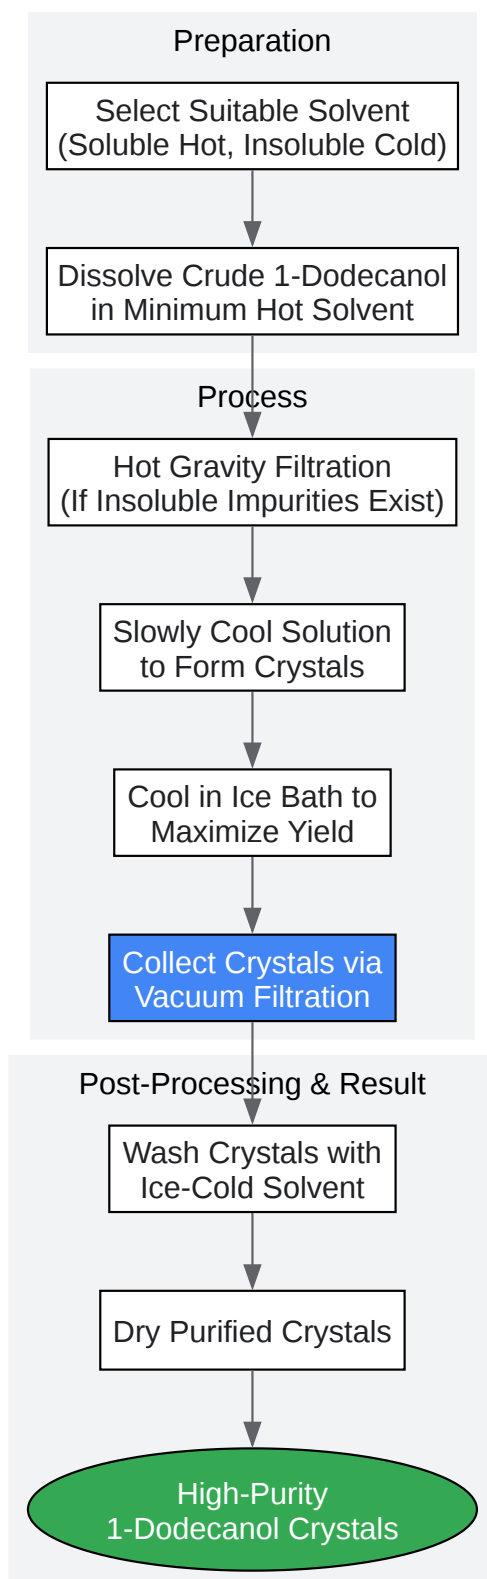 Preparation
Select Suitable Solvent
(Soluble Hot, Insoluble Cold)
Dissolve Crude 1-Dodecanol
in Minimum Hot Solvent
Process
Hot Gravity Filtration
(If Insoluble Impurities Exist)
Slowly Cool Solution
to Form Crystals
Cool in Ice Bath to
Maximize Yield
Collect Crystals via
Vacuum Filtration
Post-Processing & Result
Wash Crystals with
Ice-Cold Solvent
Dry Purified Crystals
High-Purity
1-Dodecanol Crystals